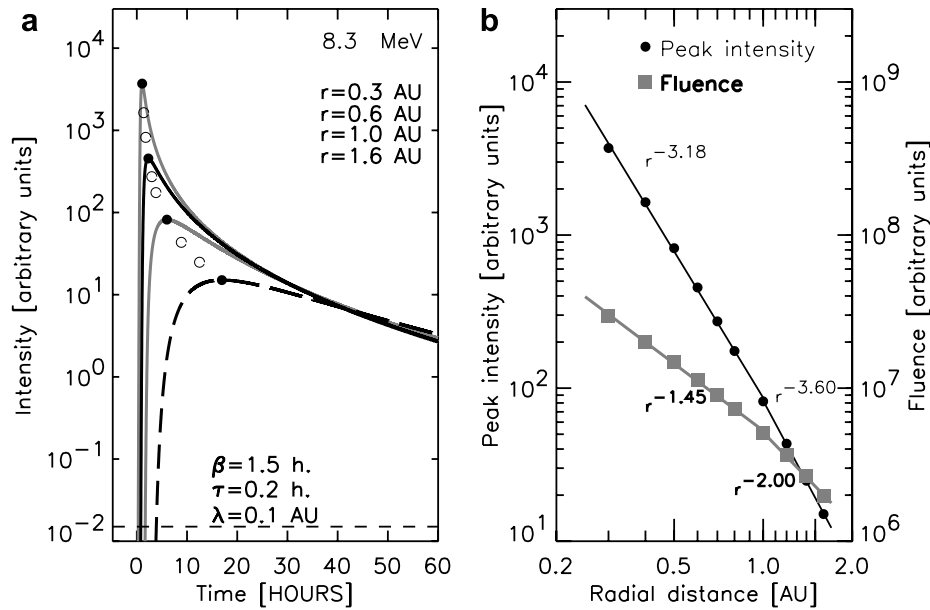 a
8.3 MeV
r=0.3 AU
r=0.6 AU
r=1.0 AU
r=1.6 AU
β=1.5 h.
τ=0.2 h.
λ=0.1 AU
Intensity [arbitrary units]
10^4
10^3
10^2
10^1
10^0
10^-1
10^-2
0 10 20 30 40 50 60
Time [HOURS]
b
Peak intensity
Fluence
r^-3.18
r^-3.60
r^-1.45
r^-2.00
Peak intensity [arbitrary units]
10^4
10^3
10^2
10^1
Fluence [arbitrary units]
10^9
10^8
10^7
10^6
0.2 0.6 1.0 2.0
Radial distance [AU]